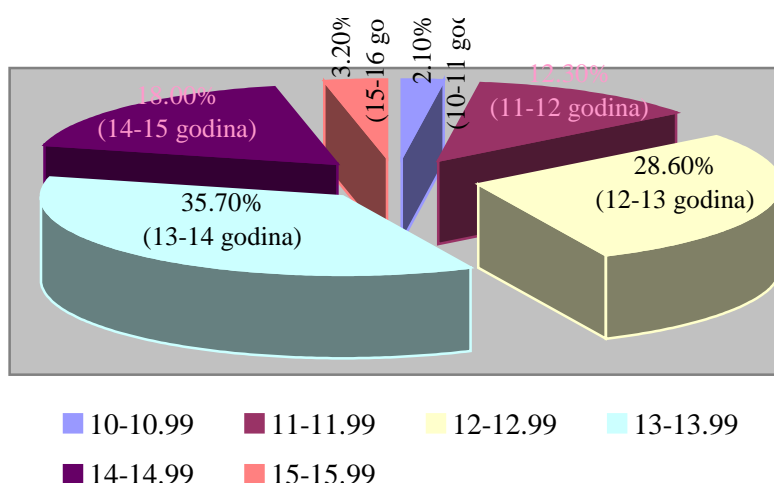 3.20%
(15-16 go
2.10%
(10-11 goc
12.30%
(11-12 godina)
18.00%
(14-15 godina)
28.60%
(12-13 godina)
35.70%
(13-14 godina)
10-10.99
11-11.99
12-12.99
13-13.99
14-14.99
15-15.99